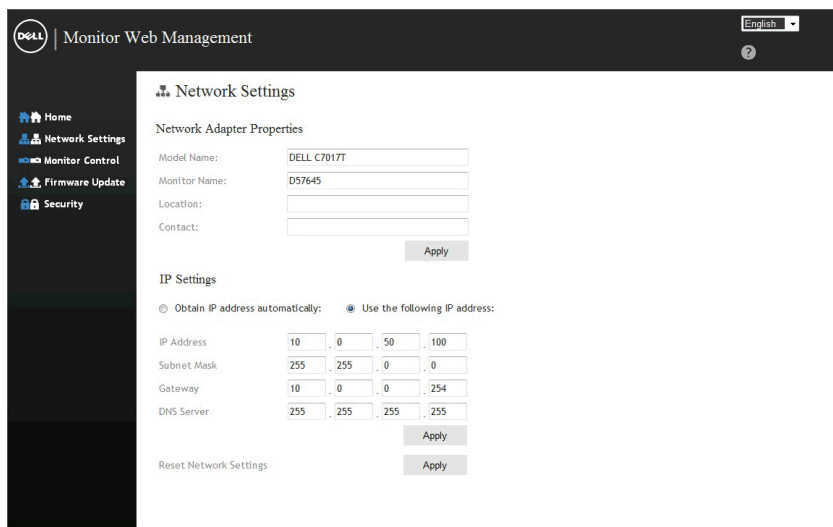 DELL | Monitor Web Management
English
?
Home
Network Settings
Monitor Control
Firmware Update
Security
Network Settings
Network Adapter Properties
Model Name: DELL C7017T
Monitor Name: D57645
Location:
Contact:
Apply
IP Settings
Obtain IP address automatically: Use the following IP address:
IP Address 10 . 0 . 50 . 100
Subnet Mask 255 . 255 . 0 . 0
Gateway 10 . 0 . 0 . 254
DNS Server 255 . 255 . 255 . 255
Apply
Reset Network Settings Apply